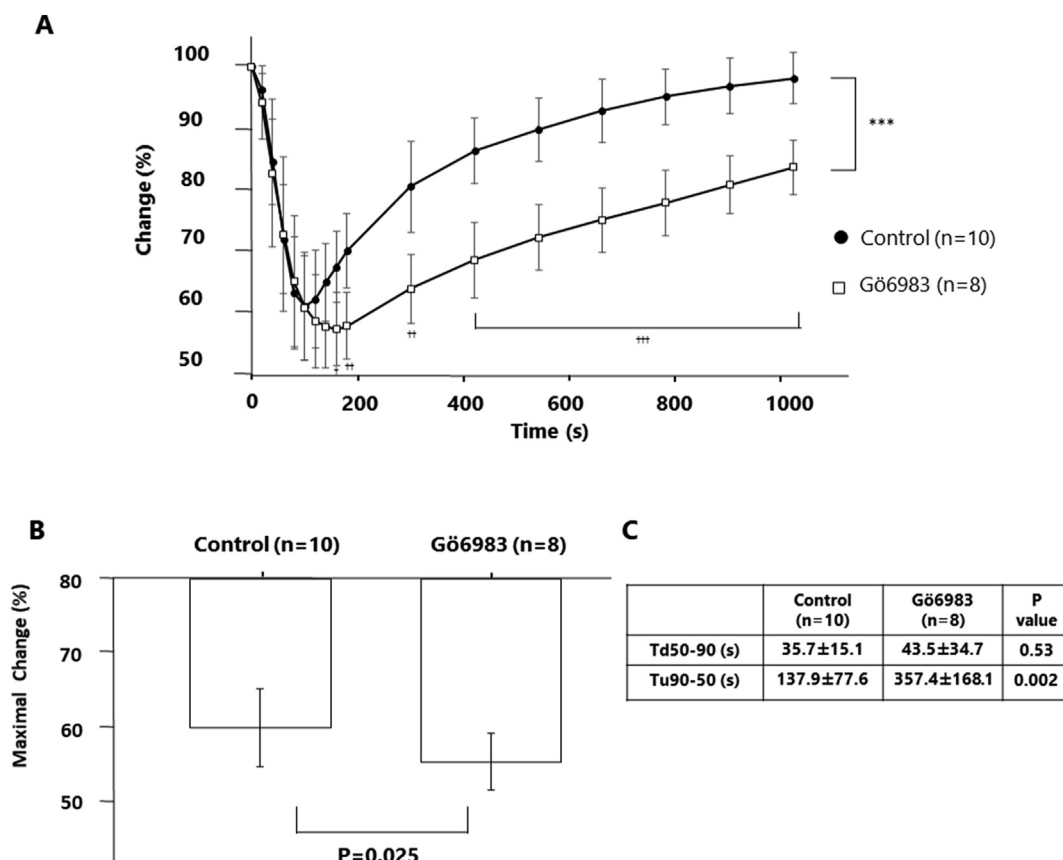 A
100
90
80
70
60
50
Change (%)
***
Control (n=10)
Gö6983 (n=8)
†
††
††
†††
0 200 400 600 800 1000
Time (s)
B
Control (n=10) Gö6983 (n=8)
80
70
60
50
Maximal Change (%)
P=0.025
C
Control (n=10) Gö6983 (n=8) P value
Td50-90 (s) 35.7±15.1 43.5±34.7 0.53
Tu90-50 (s) 137.9±77.6 357.4±168.1 0.002